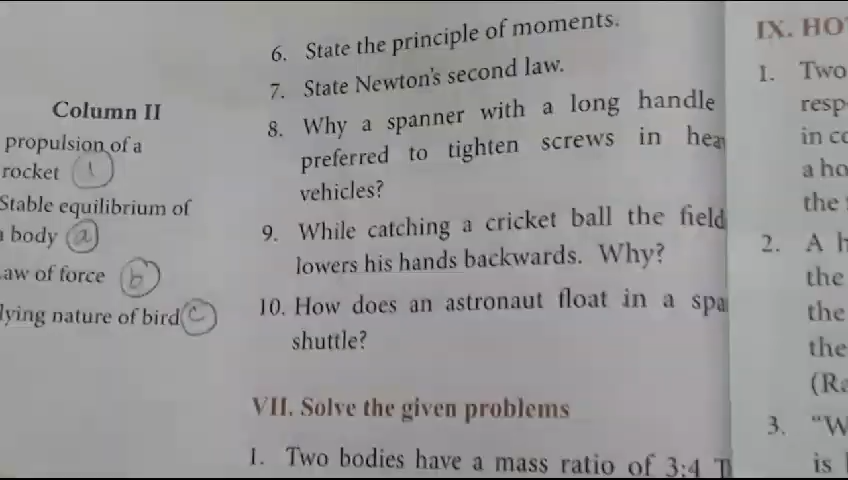 Column II
propulsion of a
rocket 1
Stable equilibrium of
body a
aw of force b
lying nature of bird c
6. State the principle of moments.
7. State Newton's second law.
8. Why a spanner with a long handle
preferred to tighten screws in hea
vehicles?
9. While catching a cricket ball the field
lowers his hands backwards. Why?
10. How does an astronaut float in a spa
shuttle?
VII. Solve the given problems
1. Two bodies have a mass ratio of 3:4 T
IX. HO
1. Two
resp
in co
a ho
the
2. A h
the
the
the
(Re
3. "W
is